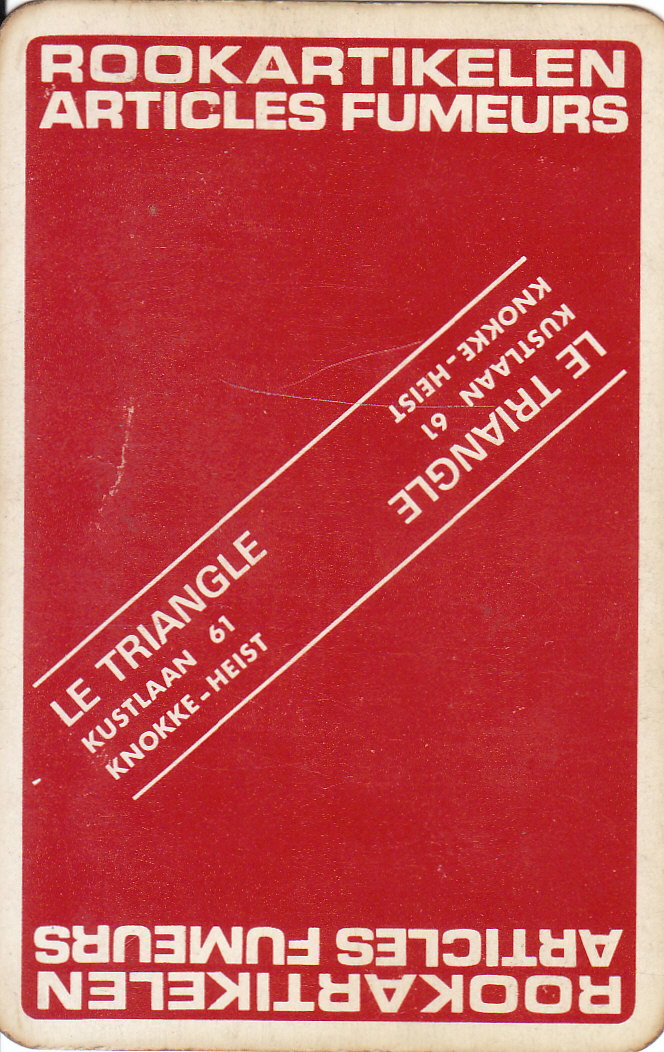 ROOKARTIKELEN
ARTICLES FUMEURS
KNOKKE-HEIST
KUSTLAAN 61
LE TRIANGLE
LE TRIANGLE
KUSTLAAN 61
KNOKKE-HEIST
ARTICLES FUMEURS
ROOKARTIKELEN